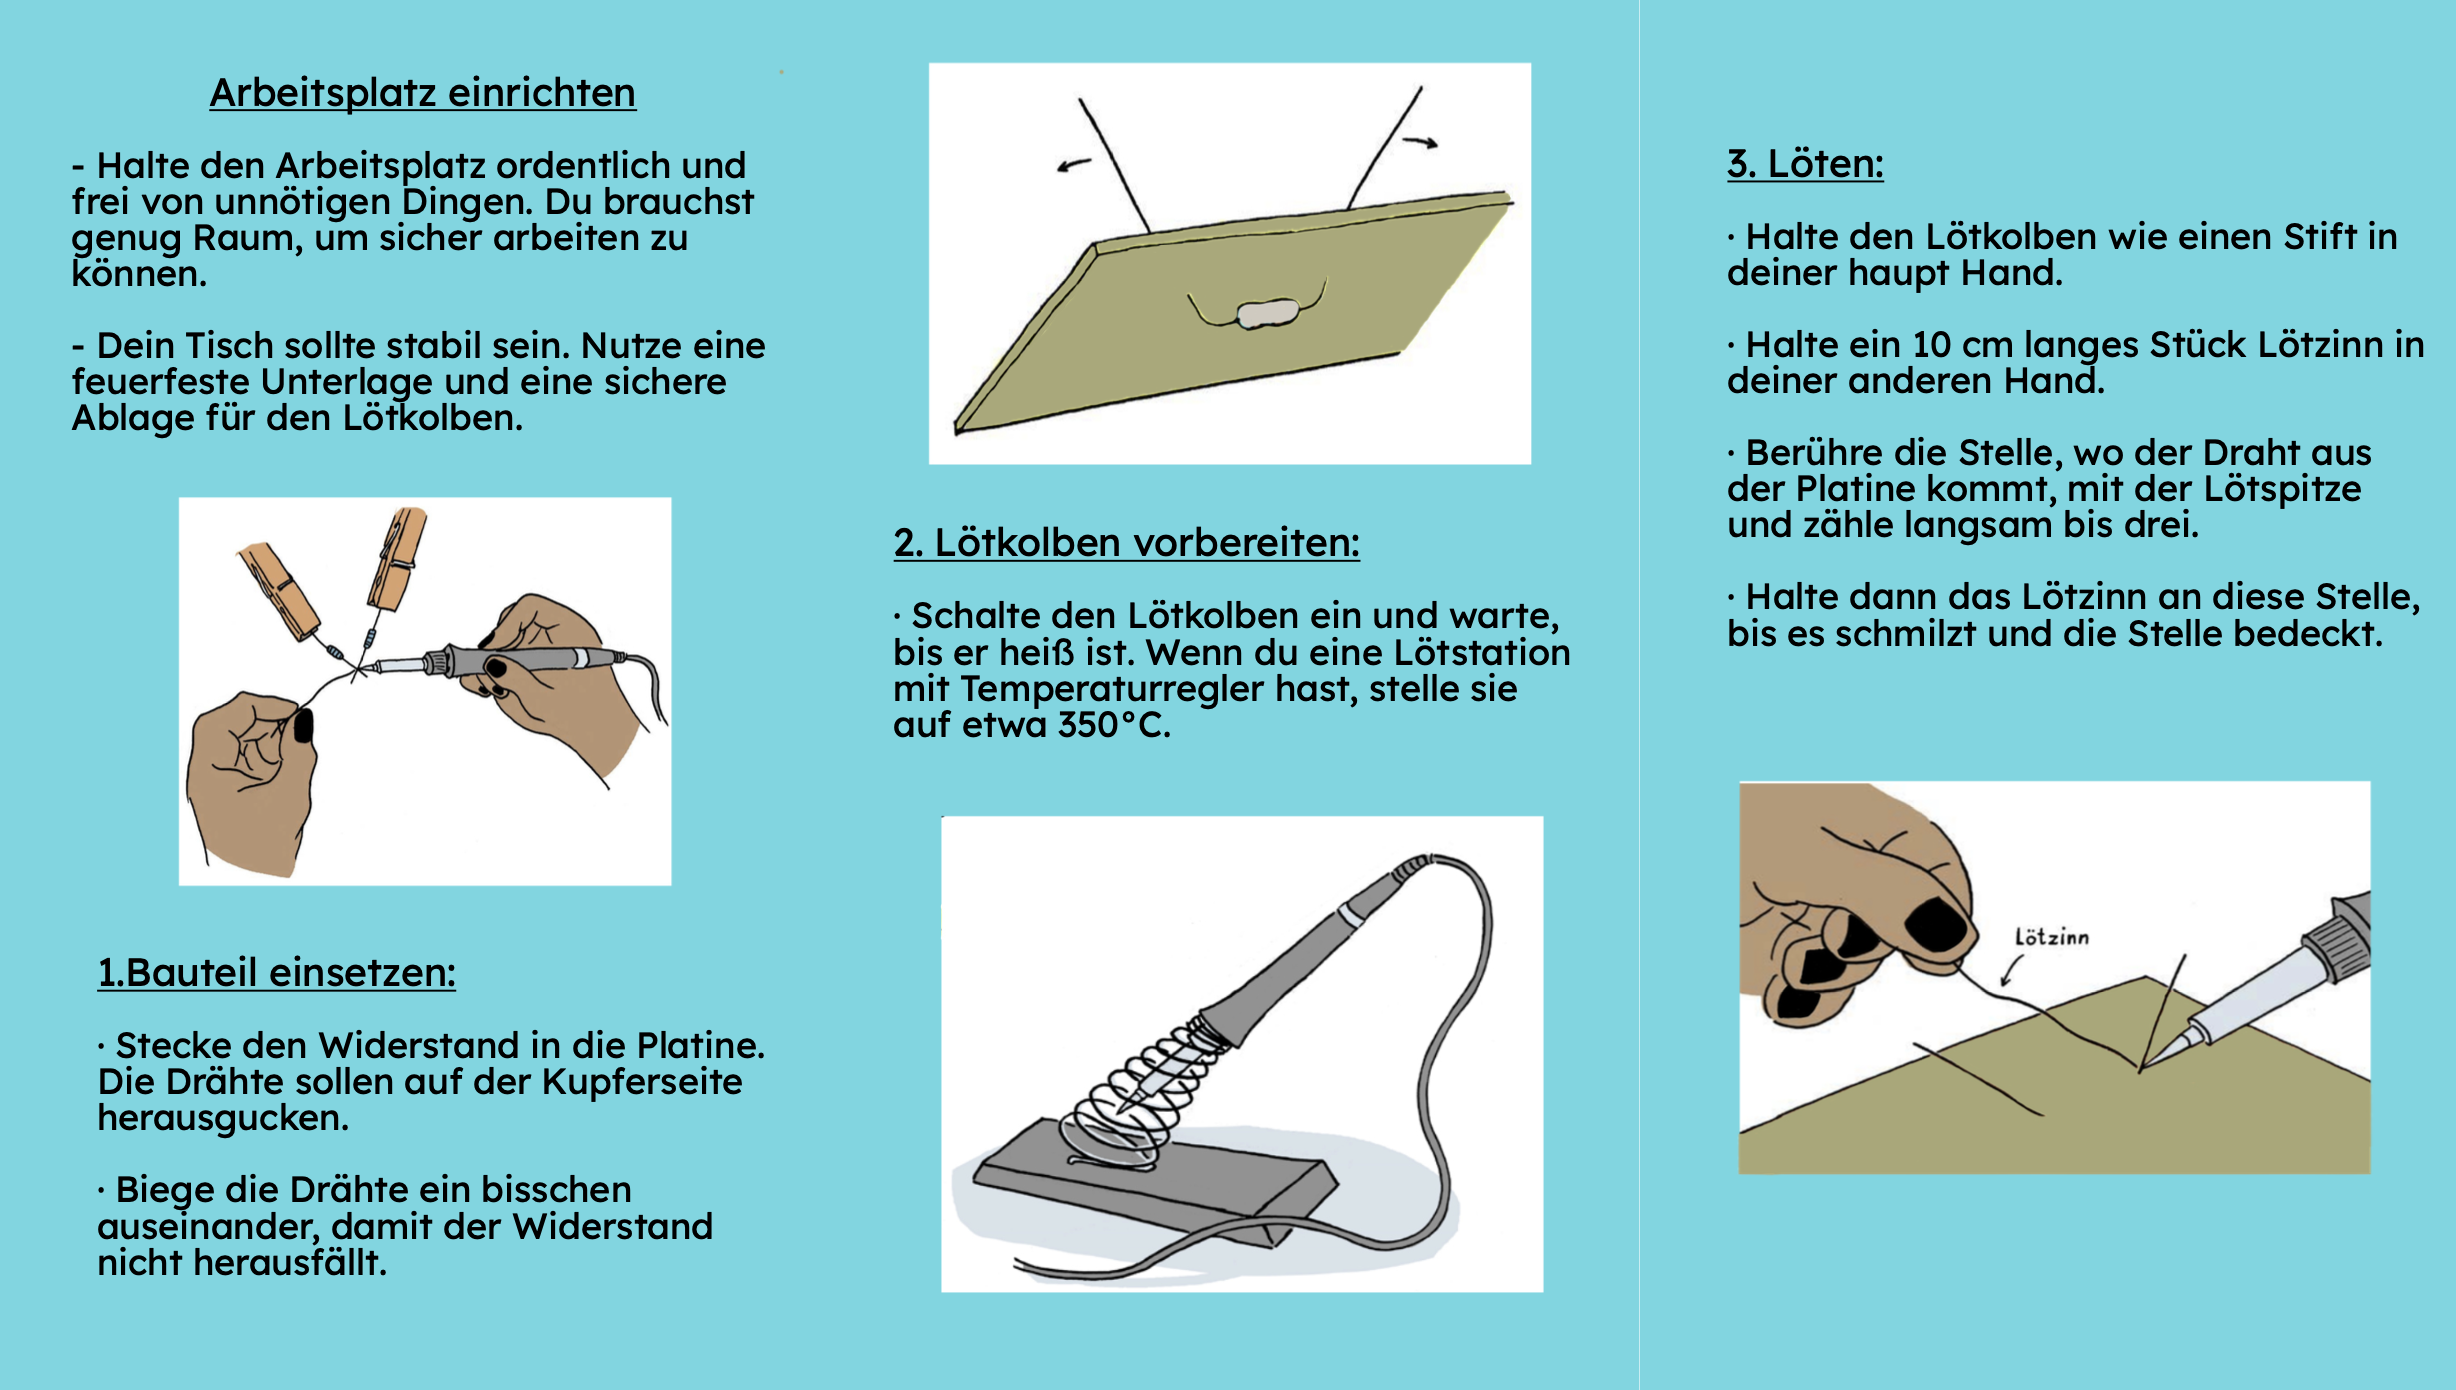 Arbeitsplatz einrichten
- Halte den Arbeitsplatz ordentlich und
frei von unnötigen Dingen. Du brauchst
genug Raum, um sicher arbeiten zu
können.
- Dein Tisch sollte stabil sein. Nutze eine
feuerfeste Unterlage und eine sichere
Ablage für den Lötkolben.
1.Bauteil einsetzen:
· Stecke den Widerstand in die Platine.
Die Drähte sollen auf der Kupferseite
herausgucken.
· Biege die Drähte ein bisschen
auseinander, damit der Widerstand
nicht herausfällt.
2. Lötkolben vorbereiten:
· Schalte den Lötkolben ein und warte,
bis er heiß ist. Wenn du eine Lötstation
mit Temperaturregler hast, stelle sie
auf etwa 350°C.
3. Löten:
· Halte den Lötkolben wie einen Stift in
deiner haupt Hand.
· Halte ein 10 cm langes Stück Lötzinn in
deiner anderen Hand.
· Berühre die Stelle, wo der Draht aus
der Platine kommt, mit der Lötspitze
und zähle langsam bis drei.
· Halte dann das Lötzinn an diese Stelle,
bis es schmilzt und die Stelle bedeckt.
Lötzinn